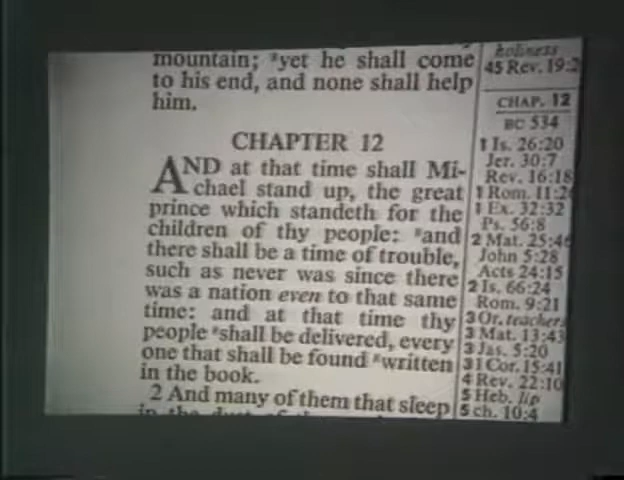 mountain; *yet he shall come
to his end, and none shall help
him.
CHAPTER 12
AND at that time shall Mi-
chael stand up, the great
prince which standeth for the
children of thy people: *and
there shall be a time of trouble,
such as never was since there
was a nation even to that same
time: and at that time thy
people *shall be delivered, every
one that shall be found *written
in the book.
2 And many of them that sleep
in the dust of
holiness
45 Rev. 19:2
CHAP. 12
BC 534
1 Is. 26:20
Jer. 30:7
Rev. 16:18
1 Rom. 11:26
1 Ex. 32:32
Ps. 56:8
2 Mat. 25:46
John 5:28
Acts 24:15
2 Is. 66:24
Rom. 9:21
3 Or, teachers
3 Mat. 13:43
3 Jas. 5:20
3 1 Cor. 15:41
4 Rev. 22:10
5 Heb. lip
5 ch. 10:4